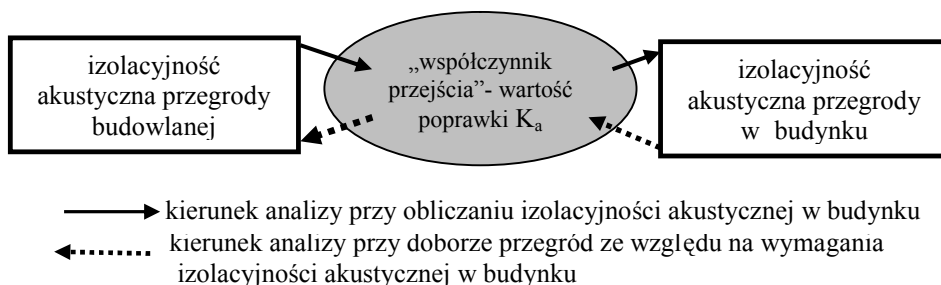 izolacyjność
akustyczna przegrody
budowlanej
„współczynnik
przejścia”- wartość
poprawki Ka
izolacyjność
akustyczna przegrody
w budynku
kierunek analizy przy obliczaniu izolacyjności akustycznej w budynku
kierunek analizy przy doborze przegród ze względu na wymagania
izolacyjności akustycznej w budynku